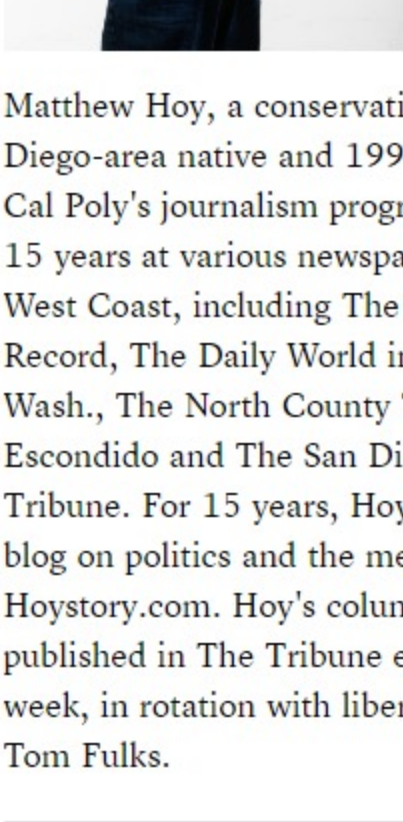 Matthew Hoy, a conservati
Diego-area native and 199
Cal Poly's journalism progr
15 years at various newspa
West Coast, including The
Record, The Daily World in
Wash., The North County
Escondido and The San Di
Tribune. For 15 years, Hoy
blog on politics and the me
Hoystory.com. Hoy's colun
published in The Tribune e
week, in rotation with liber
Tom Fulks.